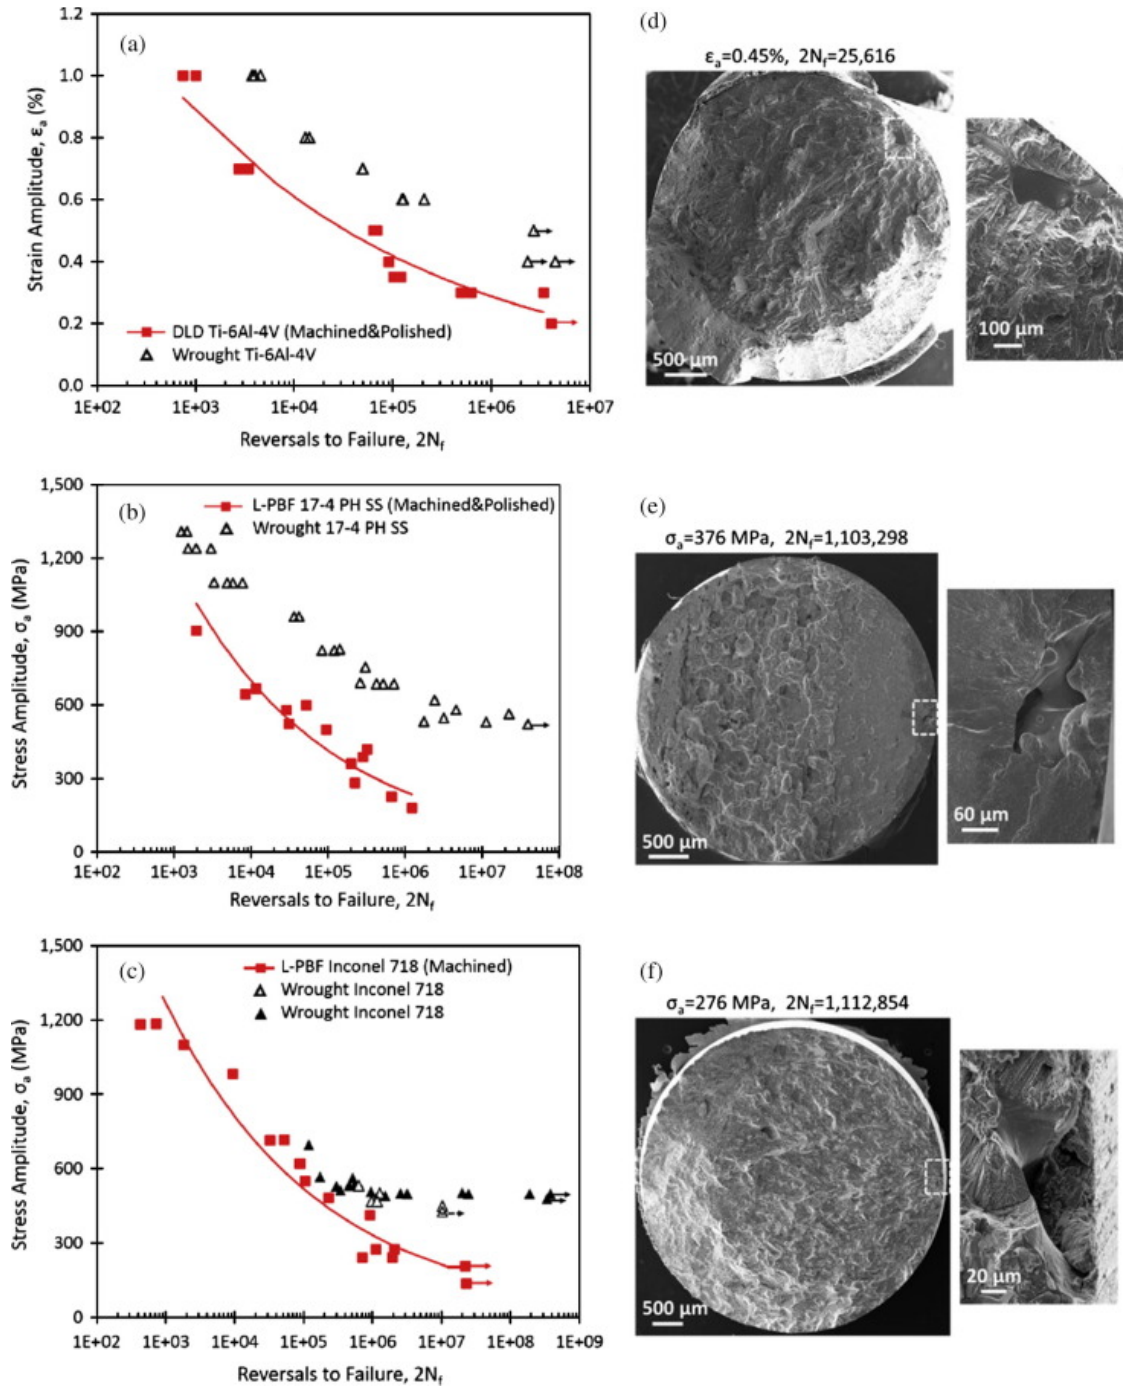 (a)
1.2
1.0
0.8
0.6
0.4
0.2
0.0
Strain Amplitude, εa (%)
DLD Ti-6Al-4V (Machined&Polished)
Wrought Ti-6Al-4V
1E+02 1E+03 1E+04 1E+05 1E+06 1E+07
Reversals to Failure, 2Nf
(d)
εa=0.45%, 2Nf=25,616
500 μm
100 μm
(b)
1,500
1,200
900
600
300
0
Stress Amplitude, σa (MPa)
L-PBF 17-4 PH SS (Machined&Polished)
Wrought 17-4 PH SS
1E+02 1E+03 1E+04 1E+05 1E+06 1E+07 1E+08
Reversals to Failure, 2Nf
(e)
σa=376 MPa, 2Nf=1,103,298
500 μm
60 μm
(c)
1,500
1,200
900
600
300
0
Stress Amplitude, σa (MPa)
L-PBF Inconel 718 (Machined)
Wrought Inconel 718
Wrought Inconel 718
1E+02 1E+03 1E+04 1E+05 1E+06 1E+07 1E+08 1E+09
Reversals to Failure, 2Nf
(f)
σa=276 MPa, 2Nf=1,112,854
500 μm
20 μm